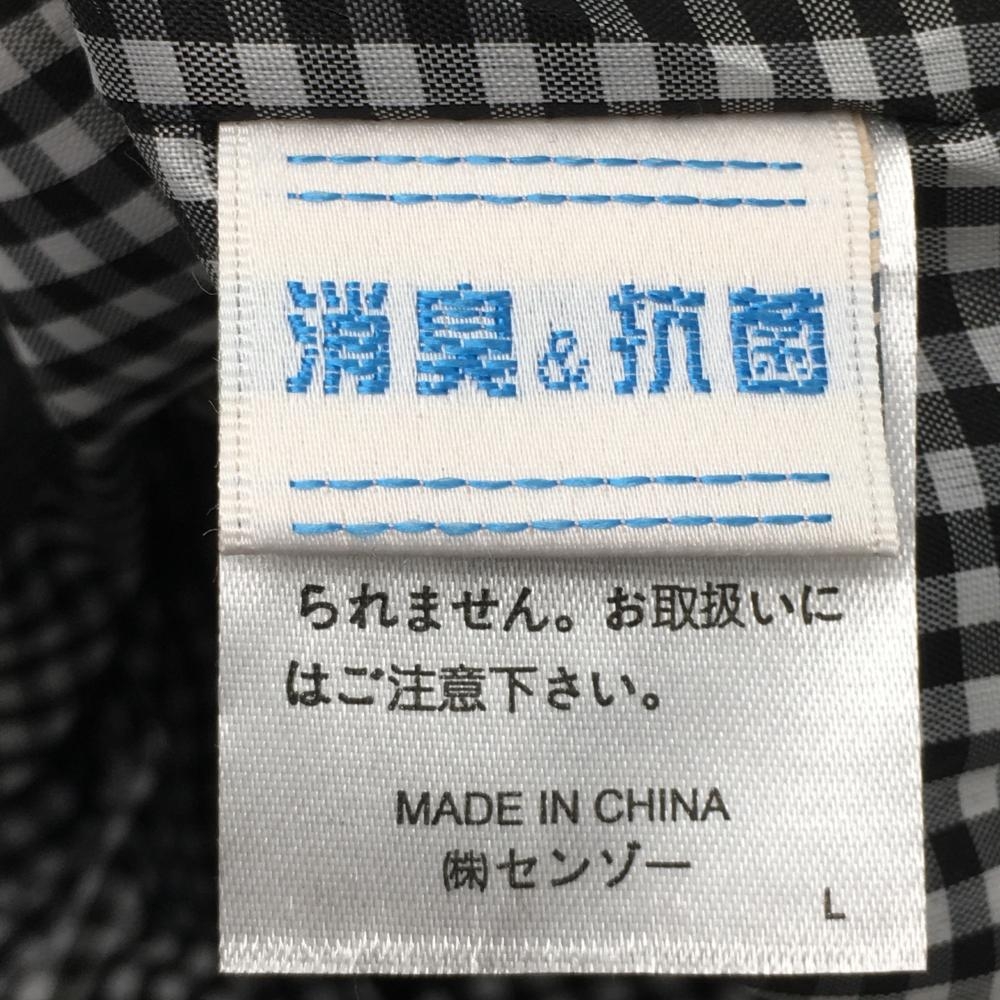 消臭&抗菌
られません。お取扱いに
はご注意下さい。
MADE IN CHINA
㈱センゾー
L